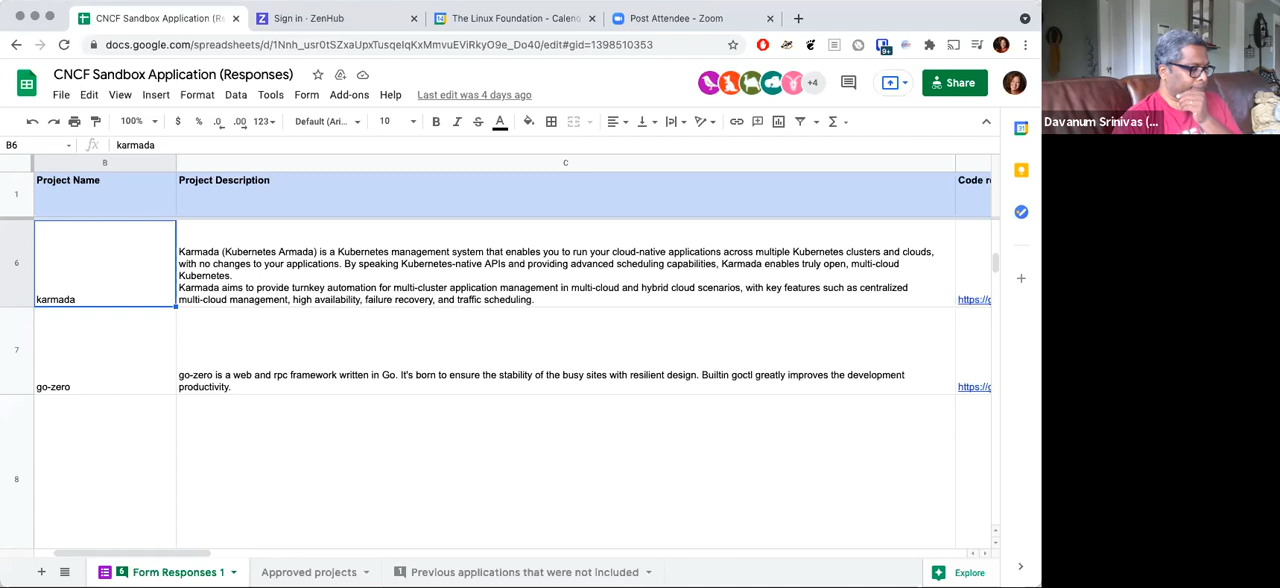 CNCF Sandbox Application (R
Sign in · ZenHub
The Linux Foundation - Calen
Post Attendee - Zoom
docs.google.com/spreadsheets/d/1Nnh_usr0tSZxaUpxTusqeIqKxMmvuEViRkyO9e_Do40/edit#gid=1398510353
9+
CNCF Sandbox Application (Responses)
+4
Share
File Edit View Insert Format Data Tools Form Add-ons Help Last edit was 4 days ago
100% $ % .0 .00 123 Default (Ari... 10 B I S A
B6 fx karmada
B C
1 Project Name Project Description Code r
6 karmada
Karmada (Kubernetes Armada) is a Kubernetes management system that enables you to run your cloud-native applications across multiple Kubernetes clusters and clouds,
with no changes to your applications. By speaking Kubernetes-native APIs and providing advanced scheduling capabilities, Karmada enables truly open, multi-cloud
Kubernetes.
Karmada aims to provide turnkey automation for multi-cluster application management in multi-cloud and hybrid cloud scenarios, with key features such as centralized
multi-cloud management, high availability, failure recovery, and traffic scheduling.
https://g
7 go-zero
go-zero is a web and rpc framework written in Go. It's born to ensure the stability of the busy sites with resilient design. Builtin goctl greatly improves the development
productivity.
https://g
8
6 Form Responses 1 Approved projects 1 Previous applications that were not included Explore
Davanum Srinivas (...
31